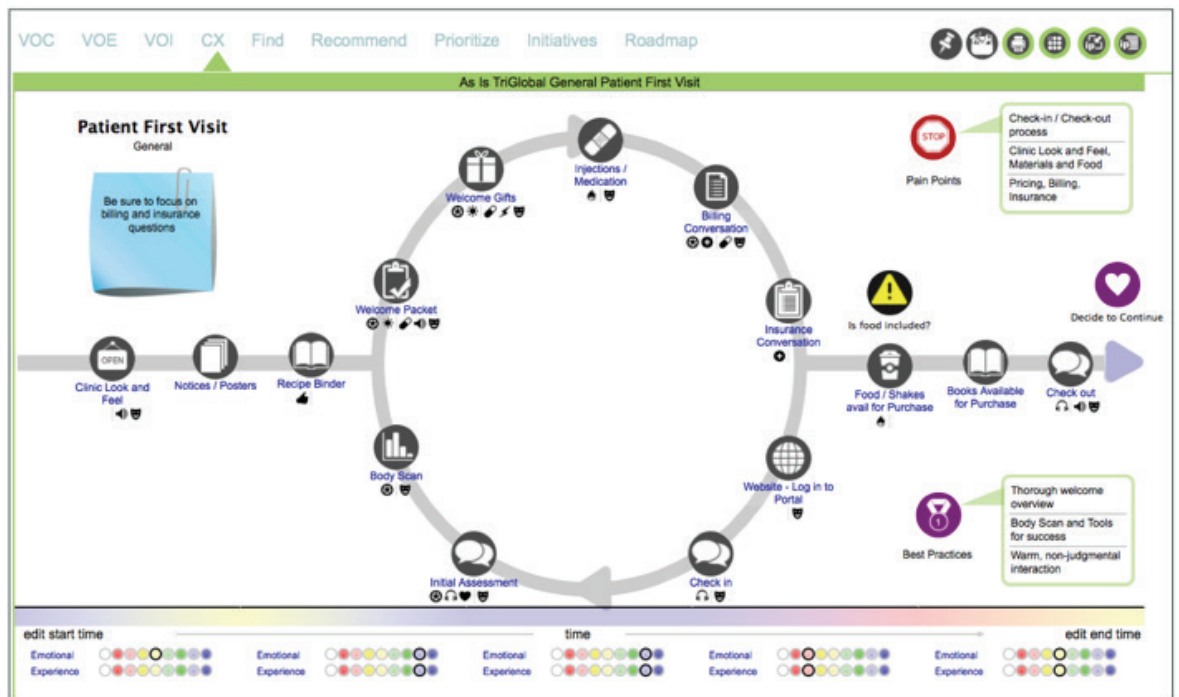 VOC VOE VOI CX Find Recommend Prioritize Initiatives Roadmap
As Is TriGlobal General Patient First Visit
Patient First Visit
General
Be sure to focus on
billing and insurance
questions
STOP
Pain Points
Check-in / Check-out
process
Clinic Look and Feel,
Materials and Food
Pricing, Billing,
Insurance
Injections /
Medication
Welcome Gifts
Billing
Conversation
Welcome Packet
Insurance
Conversation
Is food included?
Decide to Continue
OPEN
Clinic Look and
Feel
Notices / Posters
Recipe Binder
Food / Shakes
avail for Purchase
Books Available
for Purchase
Check out
Body Scan
Website - Log in to
Portal
Initial Assessment
Check in
1
Best Practices
Thorough welcome
overview
Body Scan and Tools
for success
Warm, non-judgmental
interaction
edit start time
time
edit end time
Emotional
Experience
Emotional
Experience
Emotional
Experience
Emotional
Experience
Emotional
Experience